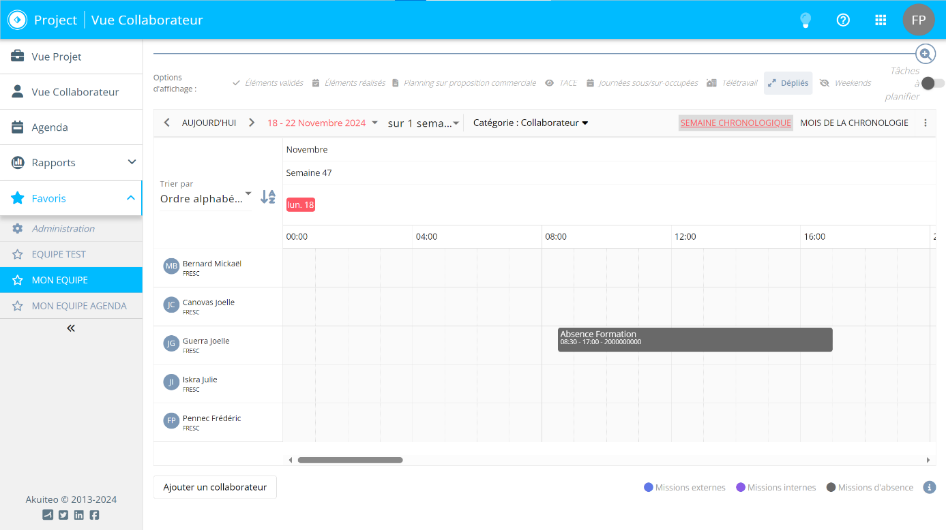 Project | Vue Collaborateur
FP
Vue Projet
Vue Collaborateur
Agenda
Rapports
Favoris
Administration
EQUIPE TEST
MON EQUIPE
MON EQUIPE AGENDA
Akuiteo © 2013-2024
Options d'affichage :
Éléments validés
Éléments réalisés
Planning sur proposition commerciale
TACE
Journées sous/sur-occupées
Télétravail
Dépliés
Weekends
Tâches
à
planifier
AUJOURD'HUI
18 - 22 Novembre 2024
sur 1 sema...
Catégorie : Collaborateur
SEMAINE CHRONOLOGIQUE
MOIS DE LA CHRONOLOGIE
Novembre
Semaine 47
Trier par
Ordre alphabé...
lun. 18
00:00 04:00 08:00 12:00 16:00 2
MB Bernard Mickaël
FRESC
JC Canovas Joelle
FRESC
JG Guerra Joelle
FRESC
Absence Formation
08:30 - 17:00 - 2000000000
JI Iskra Julie
FRESC
FP Pennec Frédéric
FRESC
Ajouter un collaborateur
Missions externes
Missions internes
Missions d'absence